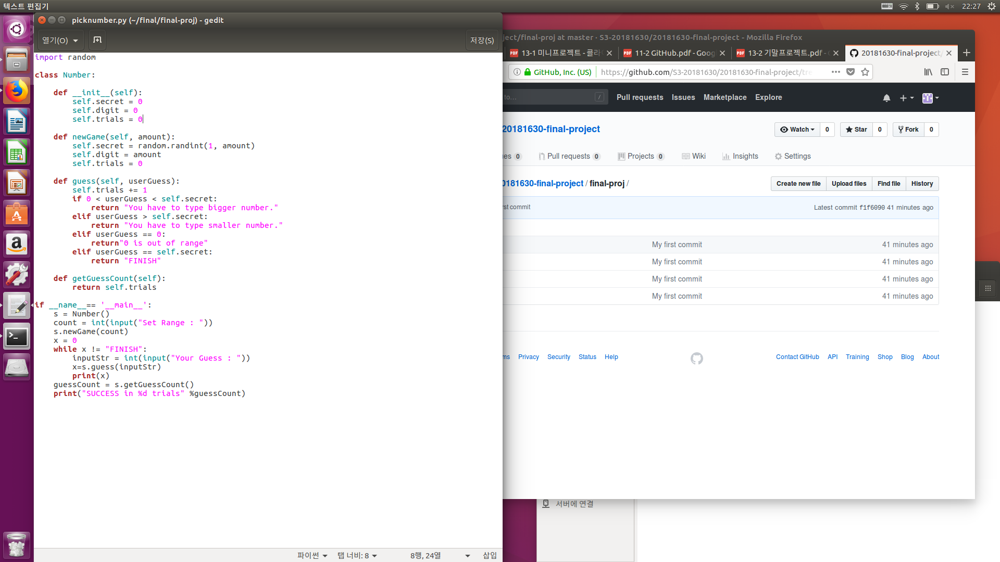 텍스트 편집기
22:27
picknumber.py (~/final/final-proj) - gedit
열기(O)
저장(S)
import random
class Number:
def __init__(self):
self.secret = 0
self.digit = 0
self.trials = 0
def newGame(self, amount):
self.secret = random.randint(1, amount)
self.digit = amount
self.trials = 0
def guess(self, userGuess):
self.trials += 1
if 0 < userGuess < self.secret:
return "You have to type bigger number."
elif userGuess > self.secret:
return "You have to type smaller number."
elif userGuess == 0:
return"0 is out of range"
elif userGuess == self.secret:
return "FINISH"
def getGuessCount(self):
return self.trials
if __name__== '__main__':
s = Number()
count = int(input("Set Range : "))
s.newGame(count)
x = 0
while x != "FINISH":
inputStr = int(input("Your Guess : "))
x=s.guess(inputStr)
print(x)
guessCount = s.getGuessCount()
print("SUCCESS in %d trials" %guessCount)
파이썬 탭 너비: 8 8행, 24열 삽입
ject/final-proj at master · S3-20181630/20181630-final-project - Mozilla Firefox
PDF 13-1 미니프로젝트 - 클라 PDF 11-2 GitHub.pdf - Goog PDF 13-2 기말프로젝트.pdf - 20181630-final-project/
GitHub, Inc. (US) https://github.com/S3-20181630/20181630-final-project/tre
to… / Pull requests Issues Marketplace Explore
20181630-final-project
Watch 0 Star 0 Fork 0
es 0 Pull requests 0 Projects 0 Wiki Insights Settings
0181630-final-project / final-proj /
Create new file Upload files Find file History
rst commit Latest commit f1f6090 41 minutes ago
My first commit 41 minutes ago
My first commit 41 minutes ago
My first commit 41 minutes ago
My first commit 41 minutes ago
ms Privacy Security Status Help Contact GitHub API Training Shop Blog About
서버에 연결